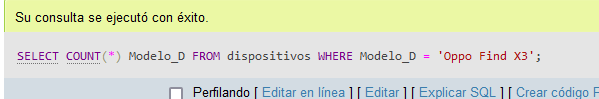 Su consulta se ejecutó con éxito.
SELECT COUNT(*) Modelo_D FROM dispositivos WHERE Modelo_D = 'Oppo Find X3';
Perfilando [ Editar en línea ] [ Editar ] [ Explicar SQL ] [ Crear código